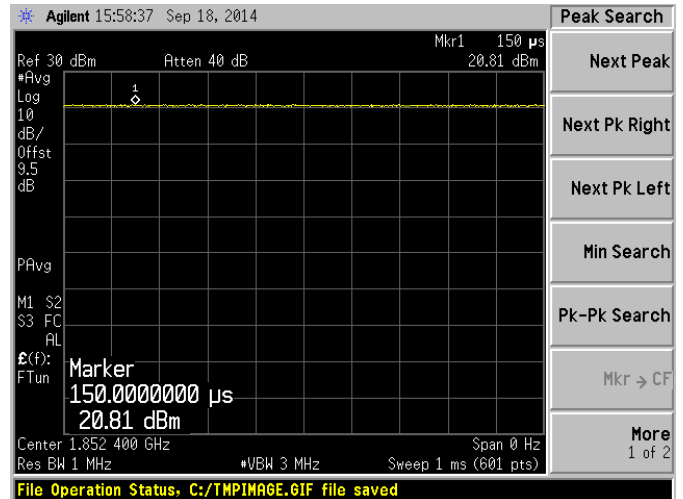 Agilent 15:58:37 Sep 18, 2014
Peak Search
Mkr1 150 µs
Ref 30 dBm Atten 40 dB 20.81 dBm
#Avg
Log
10
dB/
Offst
9.5
dB
1
PAvg
M1 S2
S3 FC
AL
£(f):
FTun
Marker
150.0000000 µs
20.81 dBm
Center 1.852 400 GHz Span 0 Hz
Res BW 1 MHz #VBW 3 MHz Sweep 1 ms (601 pts)
File Operation Status, C:/TMPIMAGE.GIF file saved
Next Peak
Next Pk Right
Next Pk Left
Min Search
Pk-Pk Search
Mkr → CF
More
1 of 2